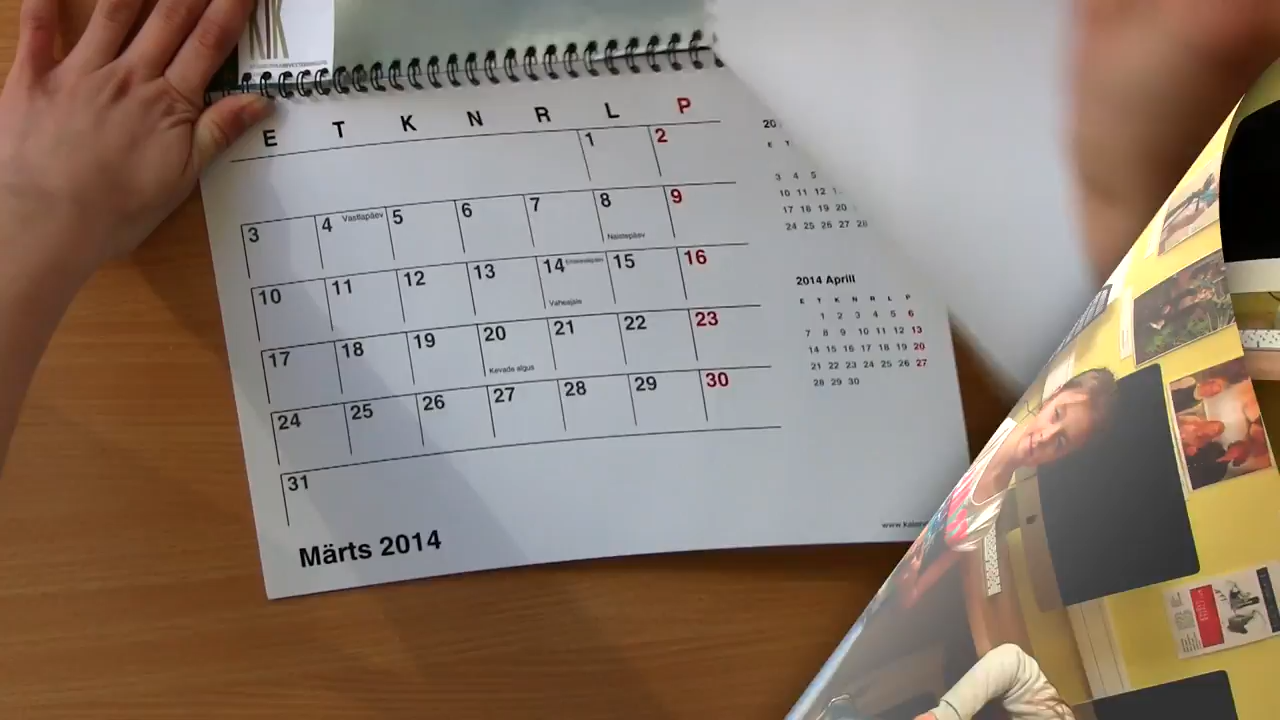 KIK
E T K N R L P
1 2
3 4 Vastlapäev 5 6 7 8 Naistepäev 9
10 11 12 13 14 Emakeelepäev Vaheajale 15 16
17 18 19 20 Kevade algus 21 22 23
24 25 26 27 28 29 30
31
Märts 2014
20
E T
3 4 5
10 11 12 1
17 18 19 20
24 25 26 27 28
2014 Aprill
E T K N R L P
1 2 3 4 5 6
7 8 9 10 11 12 13
14 15 16 17 18 19 20
21 22 23 24 25 26 27
28 29 30